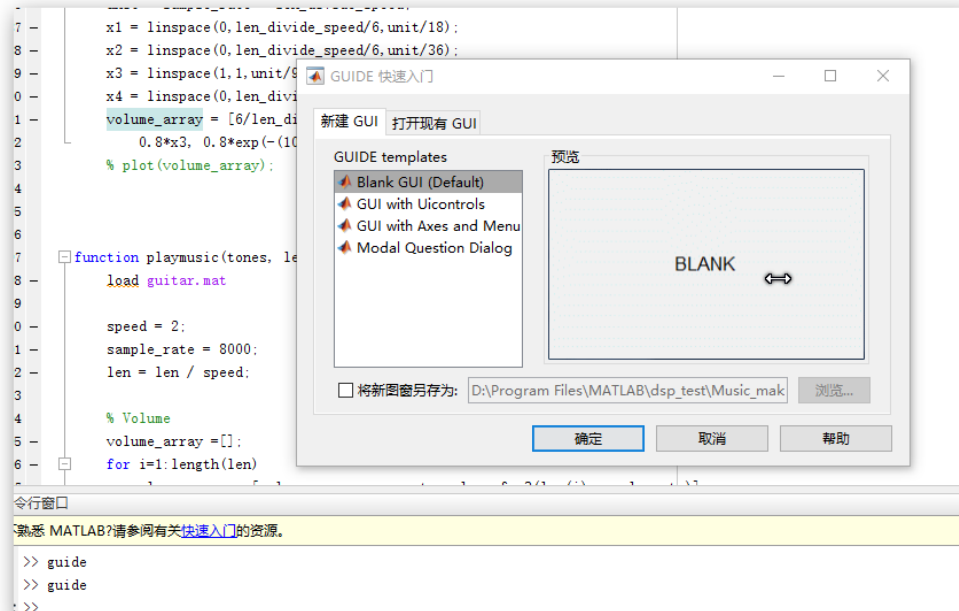 x1 = linspace(0,len_divide_speed/6,unit/18);
x2 = linspace(0,len_divide_speed/6,unit/36);
x3 = linspace(1,1,unit/9
x4 = linspace(0,len_divi
volume_array = [6/len_di
0.8*x3, 0.8*exp(-(10
% plot(volume_array);
function playmusic(tones, le
load guitar.mat
speed = 2;
sample_rate = 8000;
len = len / speed;
% Volume
volume_array =[];
for i=1:length(len)
GUIDE 快速入门
新建 GUI
打开现有 GUI
GUIDE templates
Blank GUI (Default)
GUI with Uicontrols
GUI with Axes and Menu
Modal Question Dialog
预览
BLANK
将新图窗另存为:
D:\Program Files\MATLAB\dsp_test\Music_mak
浏览...
确定
取消
帮助
令行窗口
熟悉 MATLAB?请参阅有关快速入门的资源。
>> guide
>> guide
>>